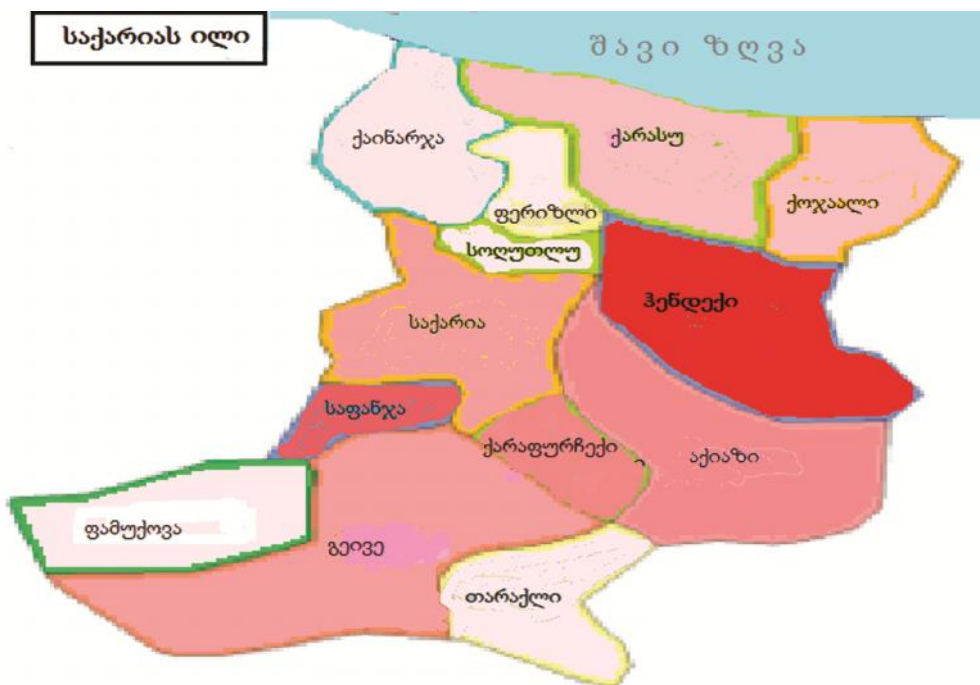 საქარიას ილი
შავი ზღვა
ქაინარჯა
ქარასუ
ქოჯაალი
ფერიზლი
სოღუთლუ
ჰენდექი
საქარია
საფანჯა
ქარაფურჩექი
აქიაზი
ფამუქოვა
გეივე
თარაქლი